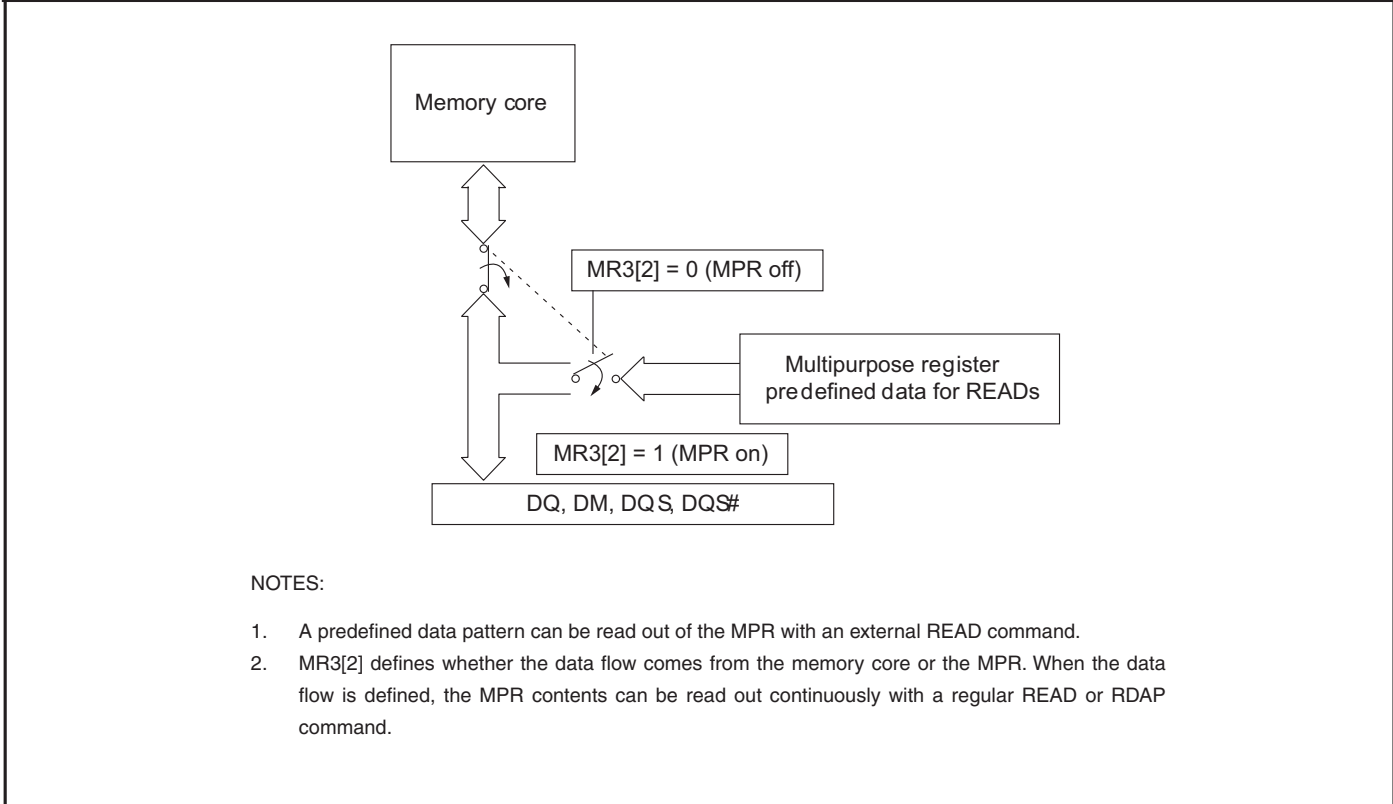 Memory core
MR3[2] = 0 (MPR off)
Multipurpose register
predefined data for READs
MR3[2] = 1 (MPR on)
DQ, DM, DQS, DQS#
NOTES:
1. A predefined data pattern can be read out of the MPR with an external READ command.
2. MR3[2] defines whether the data flow comes from the memory core or the MPR. When the data
flow is defined, the MPR contents can be read out continuously with a regular READ or RDAP
command.